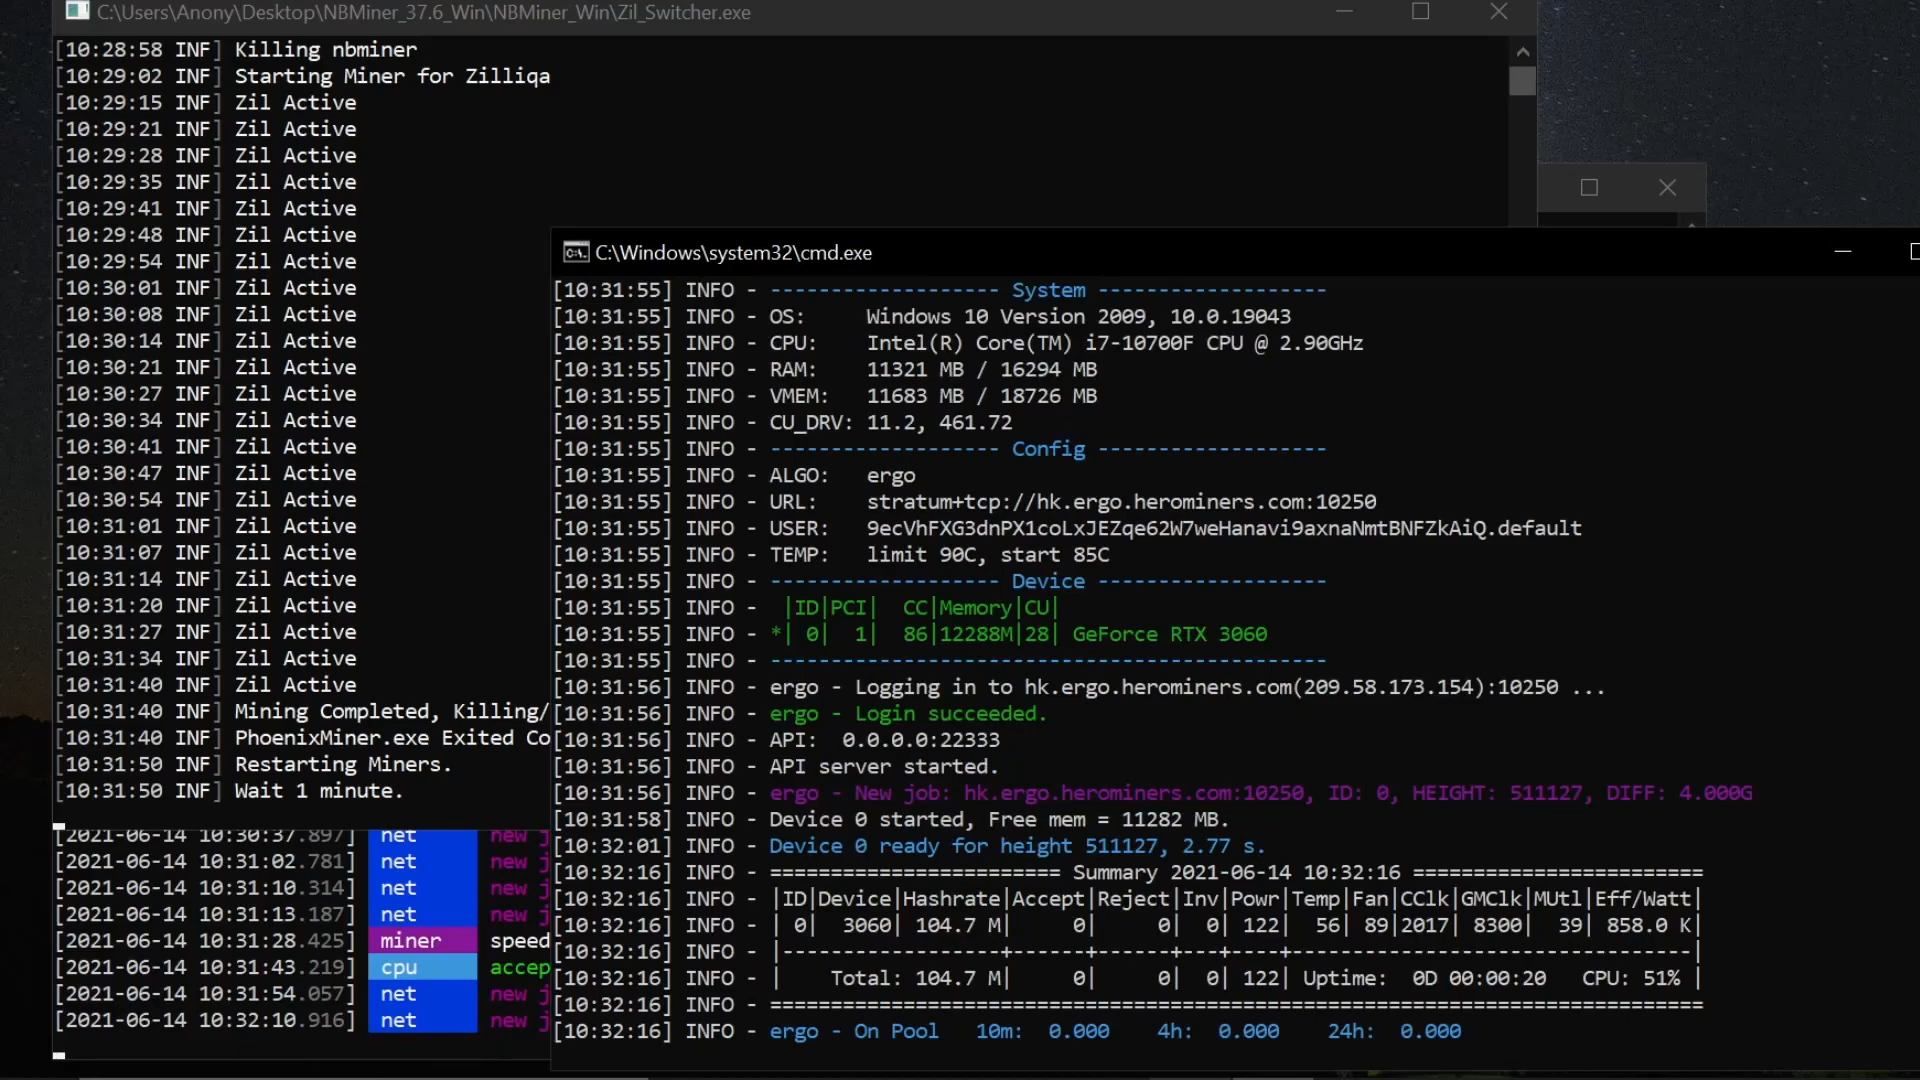 C:\Users\Anony\Desktop\NBMiner_37.6_Win\NBMiner_Win\Zil_Switcher.exe
[10:28:58 INF] Killing nbminer
[10:29:02 INF] Starting Miner for Zilliqa
[10:29:15 INF] Zil Active
[10:29:21 INF] Zil Active
[10:29:28 INF] Zil Active
[10:29:35 INF] Zil Active
[10:29:41 INF] Zil Active
[10:29:48 INF] Zil Active
[10:29:54 INF] Zil Active
[10:30:01 INF] Zil Active
[10:30:08 INF] Zil Active
[10:30:14 INF] Zil Active
[10:30:21 INF] Zil Active
[10:30:27 INF] Zil Active
[10:30:34 INF] Zil Active
[10:30:41 INF] Zil Active
[10:30:47 INF] Zil Active
[10:30:54 INF] Zil Active
[10:31:01 INF] Zil Active
[10:31:07 INF] Zil Active
[10:31:14 INF] Zil Active
[10:31:20 INF] Zil Active
[10:31:27 INF] Zil Active
[10:31:34 INF] Zil Active
[10:31:40 INF] Zil Active
[10:31:40 INF] Mining Completed, Killing/
[10:31:40 INF] PhoenixMiner.exe Exited Co
[10:31:50 INF] Restarting Miners.
[10:31:50 INF] Wait 1 minute.
[2021-06-14 10:30:37.897] net new j
[2021-06-14 10:31:02.781] net new j
[2021-06-14 10:31:10.314] net new j
[2021-06-14 10:31:13.187] net new j
[2021-06-14 10:31:28.425] miner speed
[2021-06-14 10:31:43.219] cpu accep
[2021-06-14 10:31:54.057] net new j
[2021-06-14 10:32:10.916] net new j
C:\Windows\system32\cmd.exe
[10:31:55] INFO - ------------------- System -------------------
[10:31:55] INFO - OS: Windows 10 Version 2009, 10.0.19043
[10:31:55] INFO - CPU: Intel(R) Core(TM) i7-10700F CPU @ 2.90GHz
[10:31:55] INFO - RAM: 11321 MB / 16294 MB
[10:31:55] INFO - VMEM: 11683 MB / 18726 MB
[10:31:55] INFO - CU_DRV: 11.2, 461.72
[10:31:55] INFO - ------------------- Config -------------------
[10:31:55] INFO - ALGO: ergo
[10:31:55] INFO - URL: stratum+tcp://hk.ergo.herominers.com:10250
[10:31:55] INFO - USER: 9ecVhFXG3dnPX1coLxJEZqe62W7weHanavi9axnaNmtBNFZkAiQ.default
[10:31:55] INFO - TEMP: limit 90C, start 85C
[10:31:55] INFO - ------------------- Device -------------------
[10:31:55] INFO - |ID|PCI| CC|Memory|CU|
[10:31:55] INFO - *| 0| 1| 86|12288M|28| GeForce RTX 3060
[10:31:55] INFO - ----------------------------------------------
[10:31:56] INFO - ergo - Logging in to hk.ergo.herominers.com(209.58.173.154):10250 ...
[10:31:56] INFO - ergo - Login succeeded.
[10:31:56] INFO - API: 0.0.0.0:22333
[10:31:56] INFO - API server started.
[10:31:56] INFO - ergo - New job: hk.ergo.herominers.com:10250, ID: 0, HEIGHT: 511127, DIFF: 4.000G
[10:31:58] INFO - Device 0 started, Free mem = 11282 MB.
[10:32:01] INFO - Device 0 ready for height 511127, 2.77 s.
[10:32:16] INFO - ======================== Summary 2021-06-14 10:32:16 ========================
[10:32:16] INFO - |ID|Device|Hashrate|Accept|Reject|Inv|Powr|Temp|Fan|CClk|GMClk|MUtl|Eff/Watt|
[10:32:16] INFO - | 0| 3060| 104.7 M| 0| 0| 0| 122| 56| 89|2017| 8300| 39| 858.0 K|
[10:32:16] INFO - |------------------+------+------+---+----+---------------------------------|
[10:32:16] INFO - | Total: 104.7 M| 0| 0| 0| 122| Uptime: 0D 00:00:20 CPU: 51% |
[10:32:16] INFO - =============================================================================
[10:32:16] INFO - ergo - On Pool 10m: 0.000 4h: 0.000 24h: 0.000